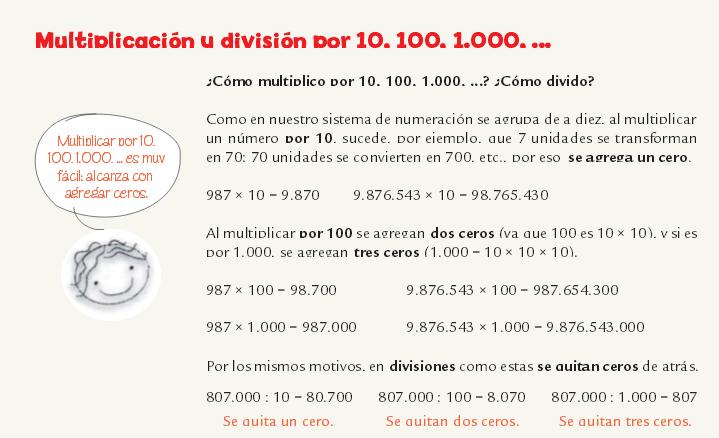 Multiplicación y división por 10, 100, 1.000, ...
¿Cómo multiplico por 10, 100, 1.000, ...? ¿Cómo divido?
Como en nuestro sistema de numeración se agrupa de a diez, al multiplicar
un número por 10, sucede, por ejemplo, que 7 unidades se transforman
en 70; 70 unidades se convierten en 700, etc., por eso se agrega un cero.
Multiplicar por 10,
100, 1.000, ... es muy
fácil: alcanza con
agregar ceros.
987 × 10 = 9.870 9.876.543 × 10 = 98.765.430
Al multiplicar por 100 se agregan dos ceros (ya que 100 es 10 × 10), y si es
por 1.000, se agregan tres ceros (1.000 = 10 × 10 × 10).
987 × 100 = 98.700 9.876.543 × 100 = 987.654.300
987 × 1.000 = 987.000 9.876.543 × 1.000 = 9.876.543.000
Por los mismos motivos, en divisiones como estas se quitan ceros de atrás.
807.000 : 10 = 80.700 807.000 : 100 = 8.070 807.000 : 1.000 = 807
Se quita un cero. Se quitan dos ceros. Se quitan tres ceros.